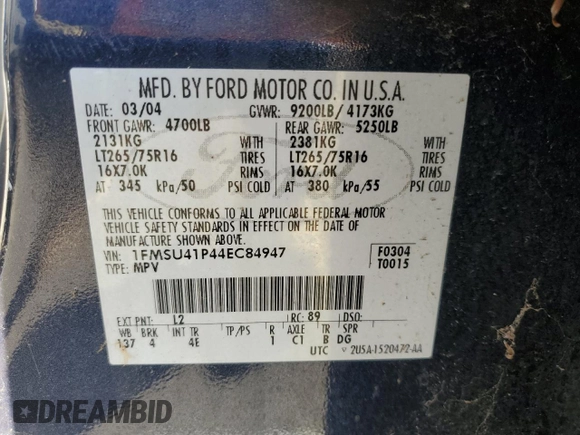 MFD. BY FORD MOTOR CO. IN U.S.A.
DATE: 03/04 GVWR: 9200LB/ 4173KG
FRONT GAWR: 4700LB REAR GAWR: 5250LB
2131KG WITH 2381KG WITH
LT265/75R16 TIRES LT265/75R16 TIRES
16X7.0K RIMS 16X7.0K RIMS
AT 345 kPa/50 PSI COLD AT 380 kPa/55 PSI COLD
THIS VEHICLE CONFORMS TO ALL APPLICABLE FEDERAL MOTOR
VEHICLE SAFETY STANDARDS IN EFFECT ON THE DATE OF
MANUFACTURE SHOWN ABOVE.
VIN: 1FMSU41P44EC84947 F0304
TYPE: MPV T0015
EXT PNT: L2 RC: 89 DSO:
WB BRK INT TR TP/PS R AXLE TR SPR
137 4 4E 1 C1 B DG
UTC ▽ 2U5A-1520472-AA
Ford
DREAMBID